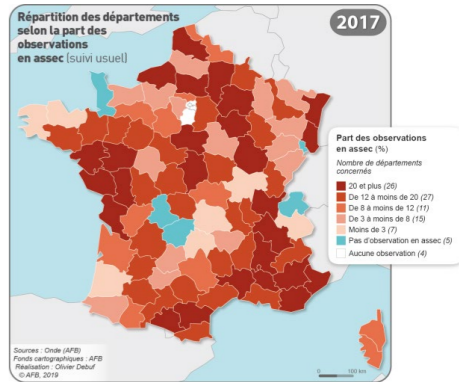 Répartition des départements
selon la part des
observations
en assec (suivi usuel)
2017
Part des observations
en assec (%)
Nombre de départements
concernés
20 et plus (26)
De 12 à moins de 20 (27)
De 8 à moins de 12 (11)
De 3 à moins de 8 (15)
Moins de 3 (7)
Pas d'observation en assec (5)
Aucune observation (4)
Sources : Onde (AFB)
Fonds cartographiques : AFB
Réalisation : Olivier Debuf
© AFB, 2019
0 100 km